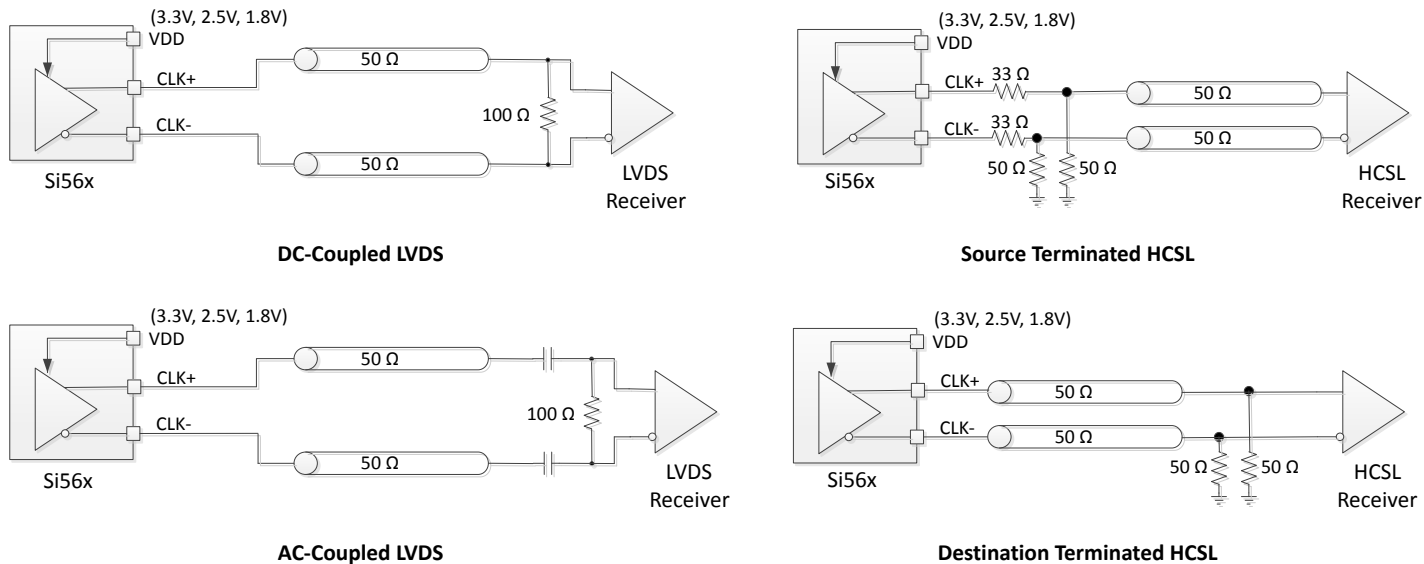 (3.3V, 2.5V, 1.8V)
VDD
CLK+
50 Ω
100 Ω
CLK-
50 Ω
Si56x
LVDS
Receiver
DC-Coupled LVDS
(3.3V, 2.5V, 1.8V)
VDD
CLK+
33 Ω
50 Ω
CLK-
33 Ω
50 Ω
50 Ω
50 Ω
Si56x
HCSL
Receiver
Source Terminated HCSL
(3.3V, 2.5V, 1.8V)
VDD
CLK+
50 Ω
100 Ω
CLK-
50 Ω
Si56x
LVDS
Receiver
AC-Coupled LVDS
(3.3V, 2.5V, 1.8V)
VDD
CLK+
50 Ω
CLK-
50 Ω
50 Ω
50 Ω
Si56x
HCSL
Receiver
Destination Terminated HCSL